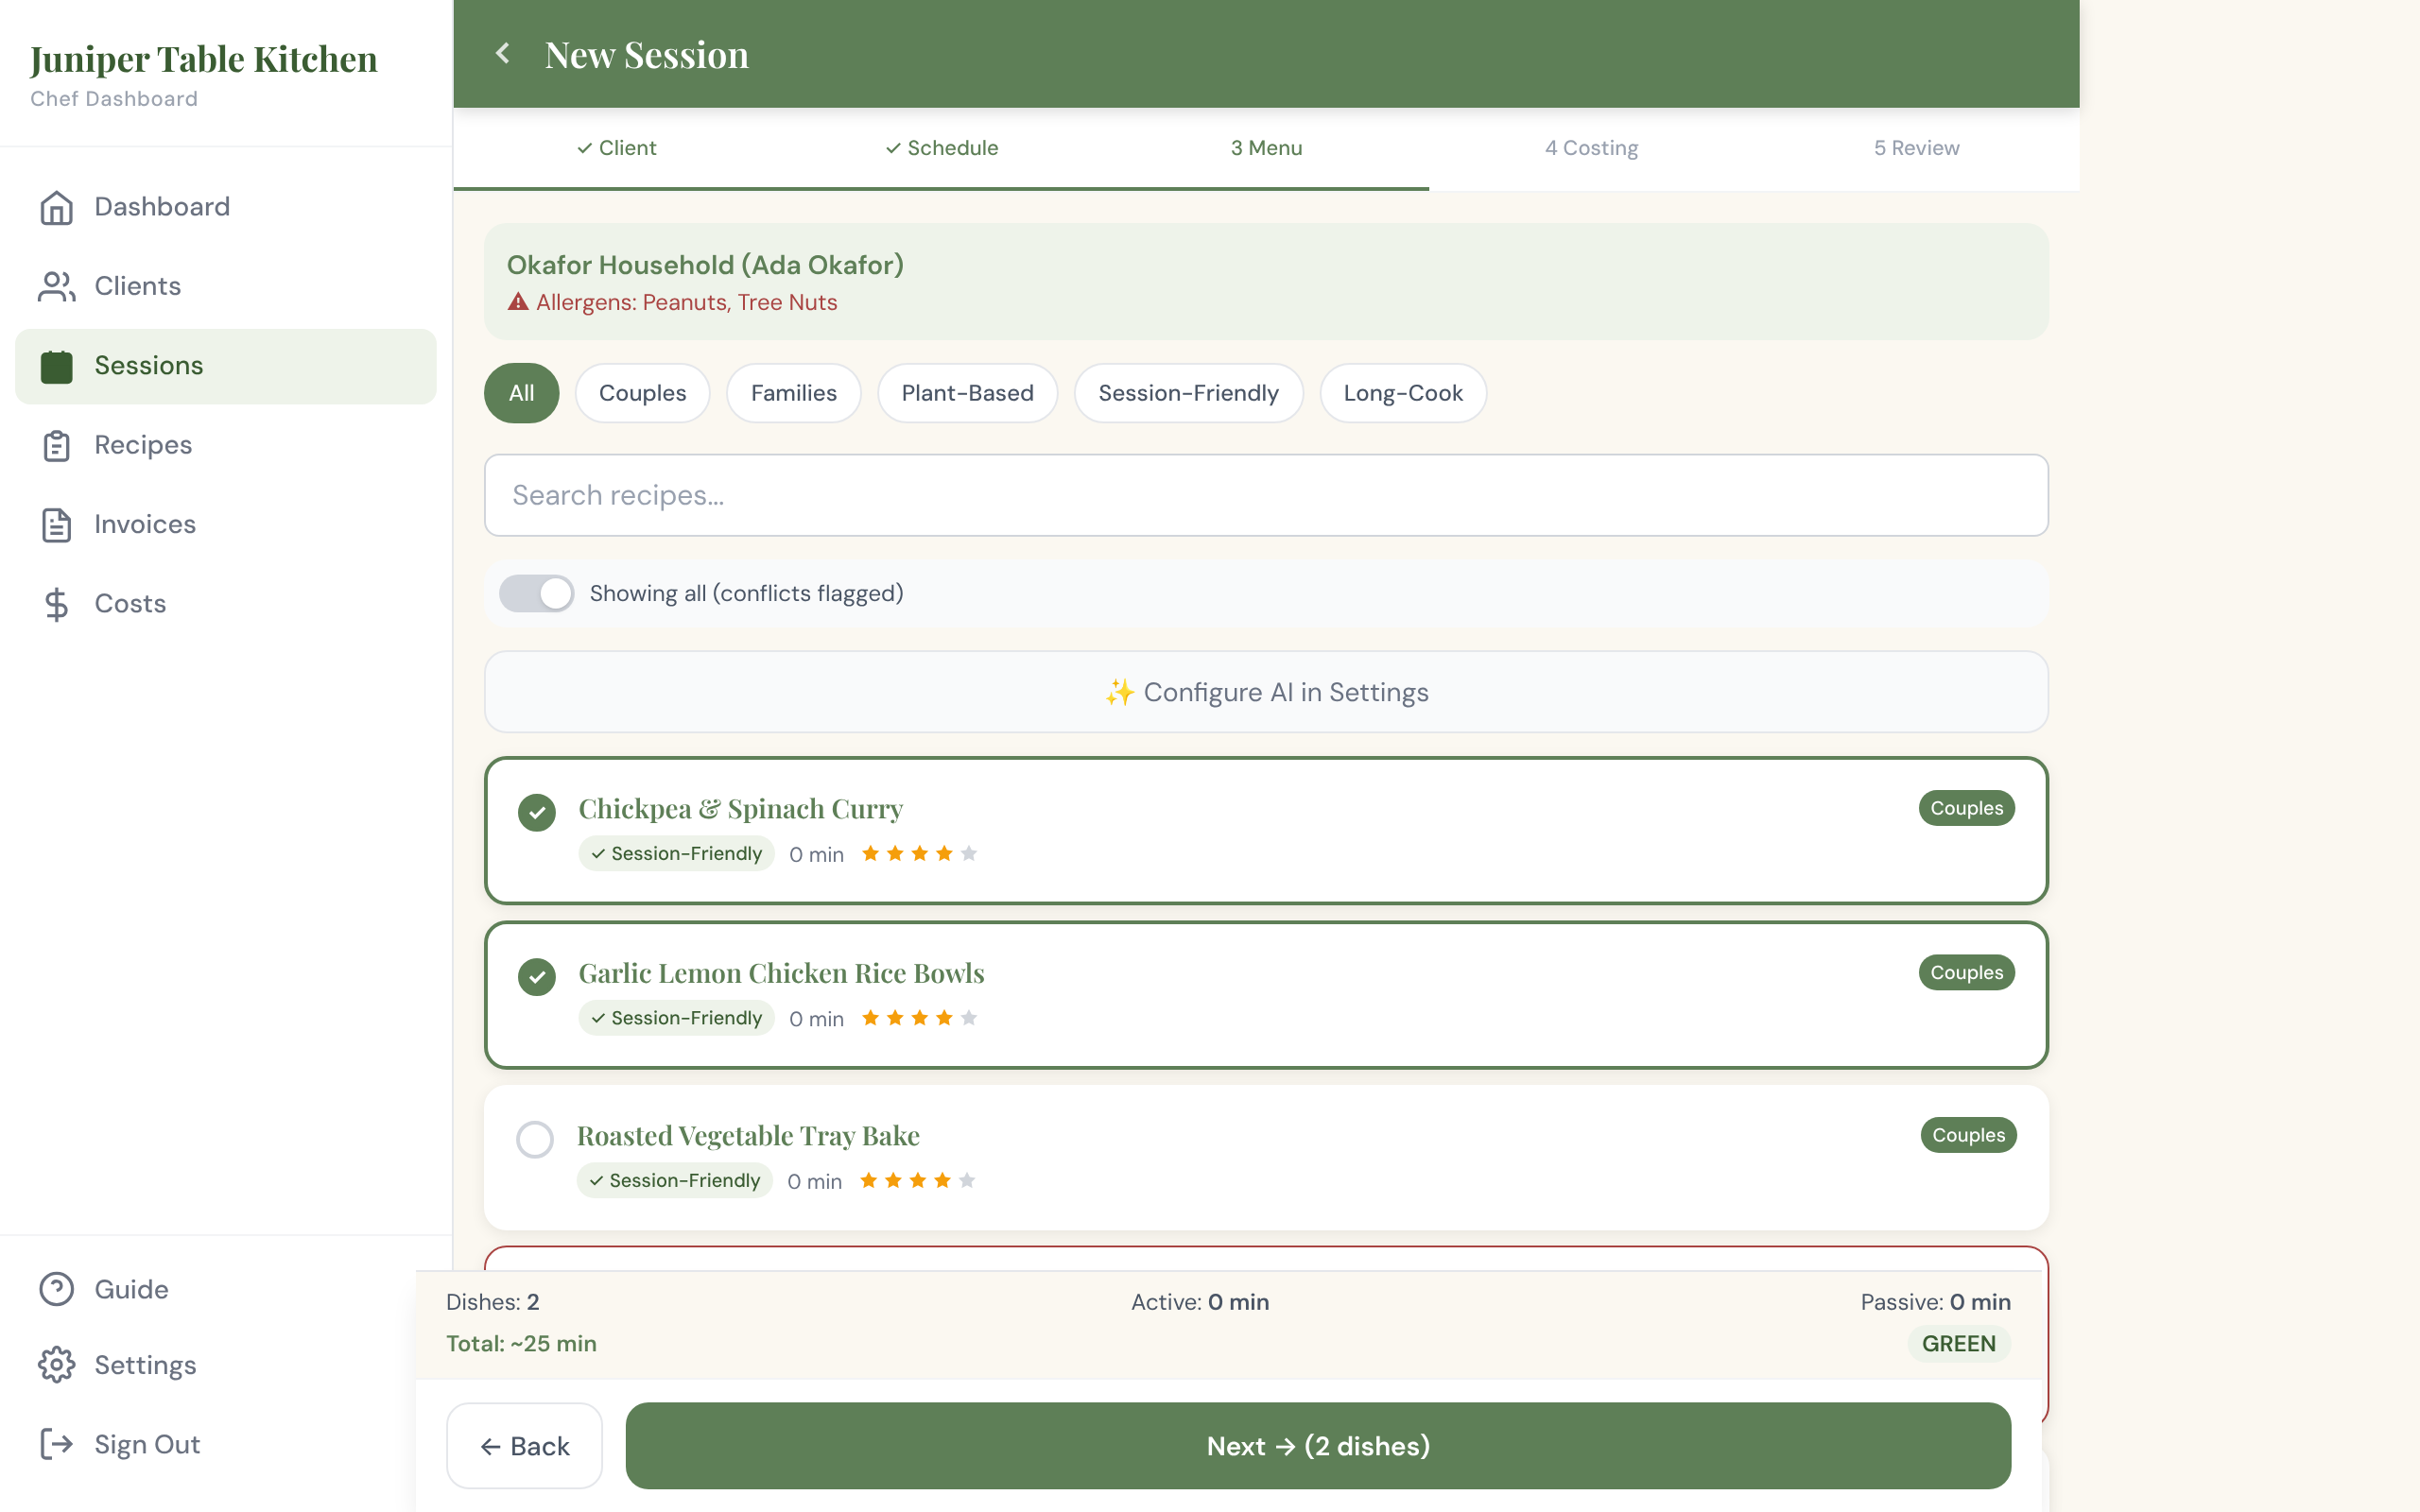 Juniper Table Kitchen
Chef Dashboard
Dashboard
Clients
Sessions
Recipes
Invoices
Costs
Guide
Settings
Sign Out
New Session
✓ Client
✓ Schedule
3 Menu
4 Costing
5 Review
Okafor Household (Ada Okafor)
⚠ Allergens: Peanuts, Tree Nuts
All
Couples
Families
Plant-Based
Session-Friendly
Long-Cook
Search recipes...
Showing all (conflicts flagged)
✨ Configure AI in Settings
Chickpea & Spinach Curry
Couples
✓ Session-Friendly 0 min ★★★★★
Garlic Lemon Chicken Rice Bowls
Couples
✓ Session-Friendly 0 min ★★★★★
Roasted Vegetable Tray Bake
Couples
✓ Session-Friendly 0 min ★★★★★
Dishes: 2
Active: 0 min
Passive: 0 min
Total: ~25 min
GREEN
← Back
Next → (2 dishes)